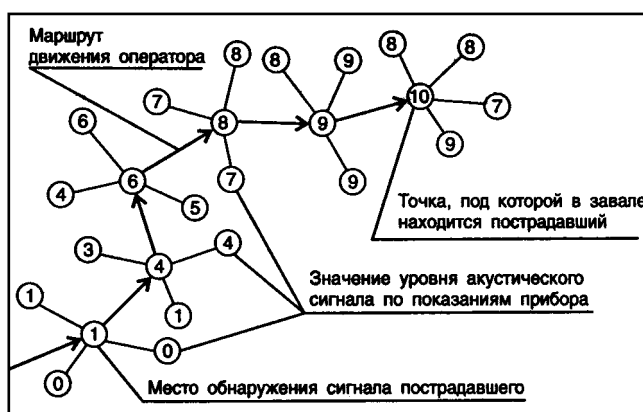 Маршрут
движения оператора
8 8 9 8 8
7 8 9 10 7
6 9 9
4 6 5 7
Точка, под которой в завале
находится пострадавший
3 4 4
1 1
Значение уровня акустического
сигнала по показаниям прибора
1 0
0 Место обнаружения сигнала пострадавшего